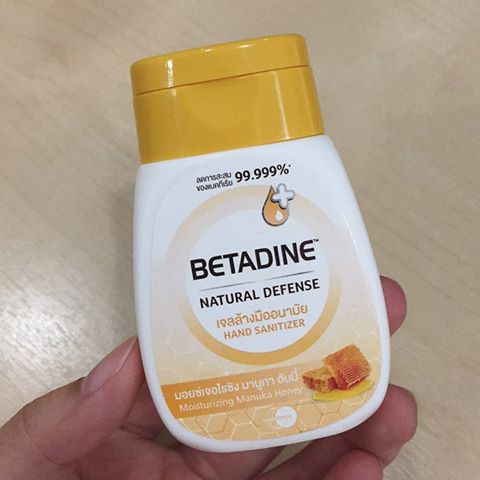 ลดการสะสม
ของแบคทีเรีย 99.999%*
BETADINE™
NATURAL DEFENSE
เจลล้างมืออนามัย
HAND SANITIZER
มอยซ์เจอไรซิง มานูกา ฮันนี่
Moisturizing Manuka Honey